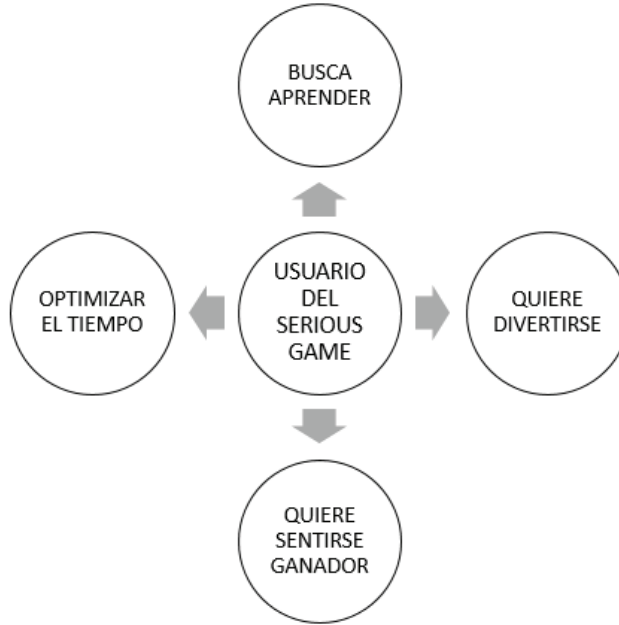 BUSCA
APRENDER
OPTIMIZAR
EL TIEMPO
USUARIO
DEL
SERIOUS
GAME
QUIERE
DIVERTIRSE
QUIERE
SENTIRSE
GANADOR